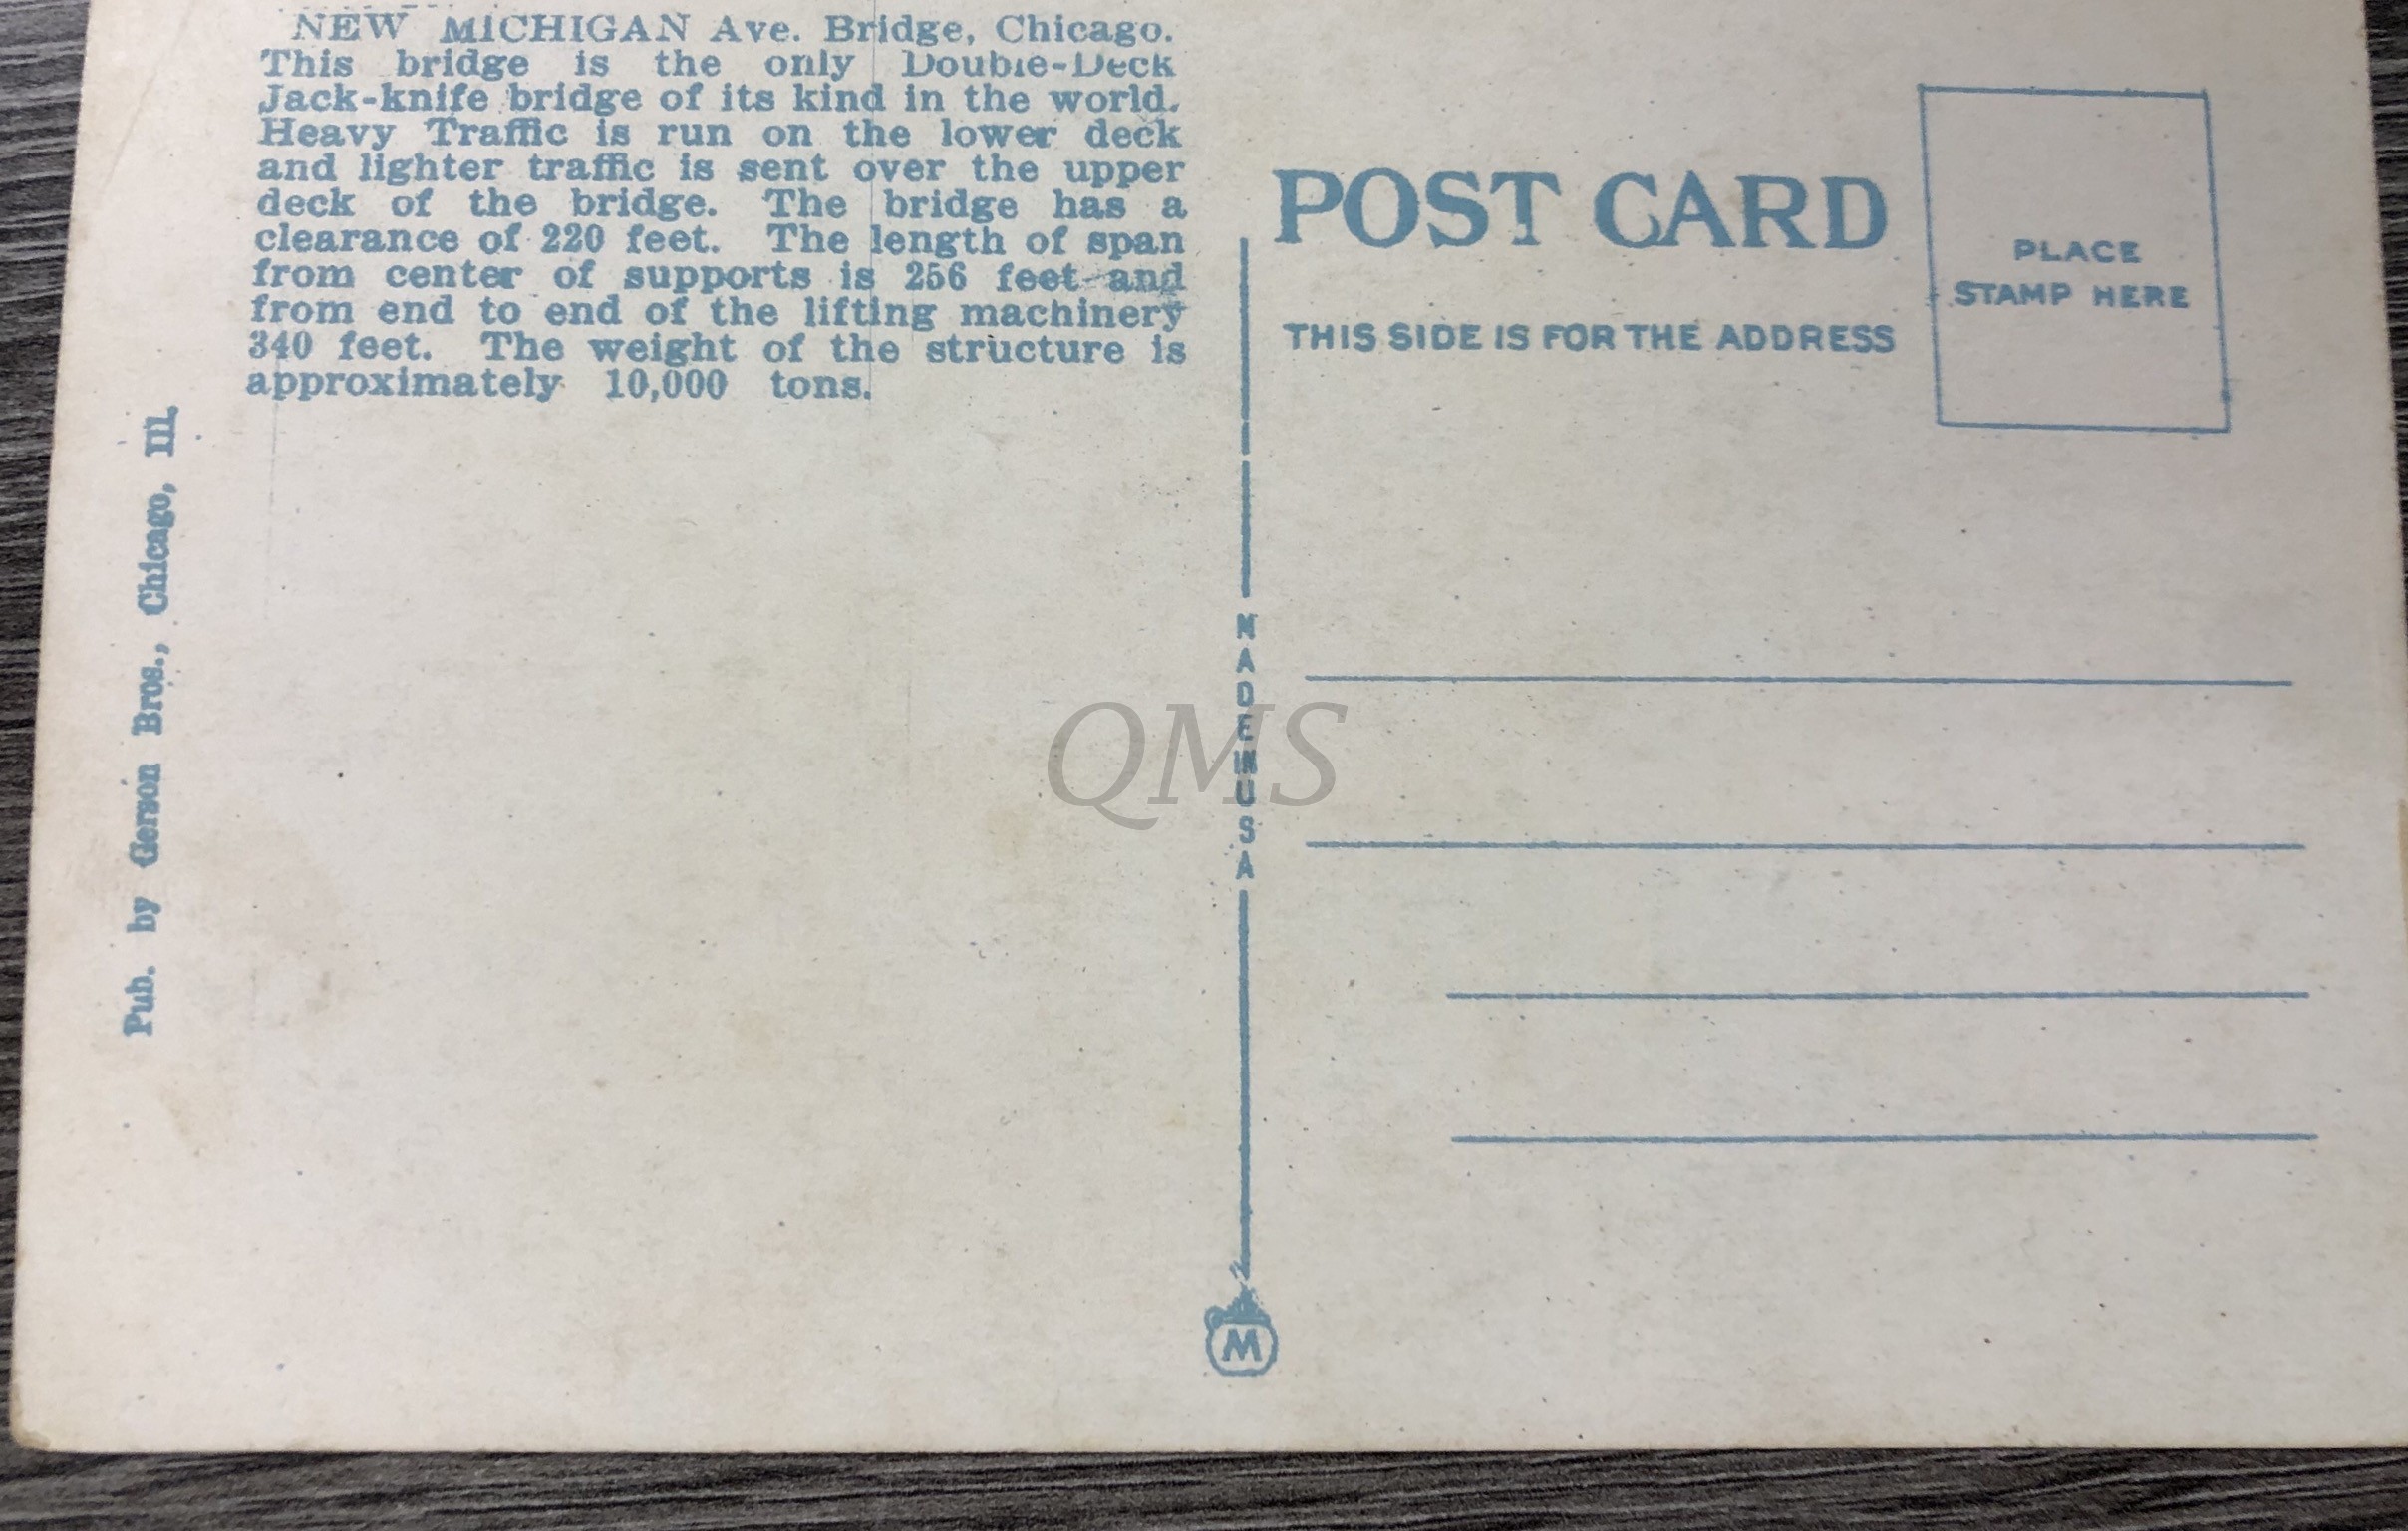 NEW MICHIGAN Ave. Bridge, Chicago.
This bridge is the only Double-Deck
Jack-knife bridge of its kind in the world.
Heavy Traffic is run on the lower deck
and lighter traffic is sent over the upper
deck of the bridge. The bridge has a
clearance of 220 feet. The length of span
from center of supports is 256 feet and
from end to end of the lifting machinery
340 feet. The weight of the structure is
approximately 10,000 tons.
Pub. by Gerson Bros., Chicago, Ill.
POST CARD
THIS SIDE IS FOR THE ADDRESS
PLACE
STAMP HERE
MADE IN USA
QMS
M